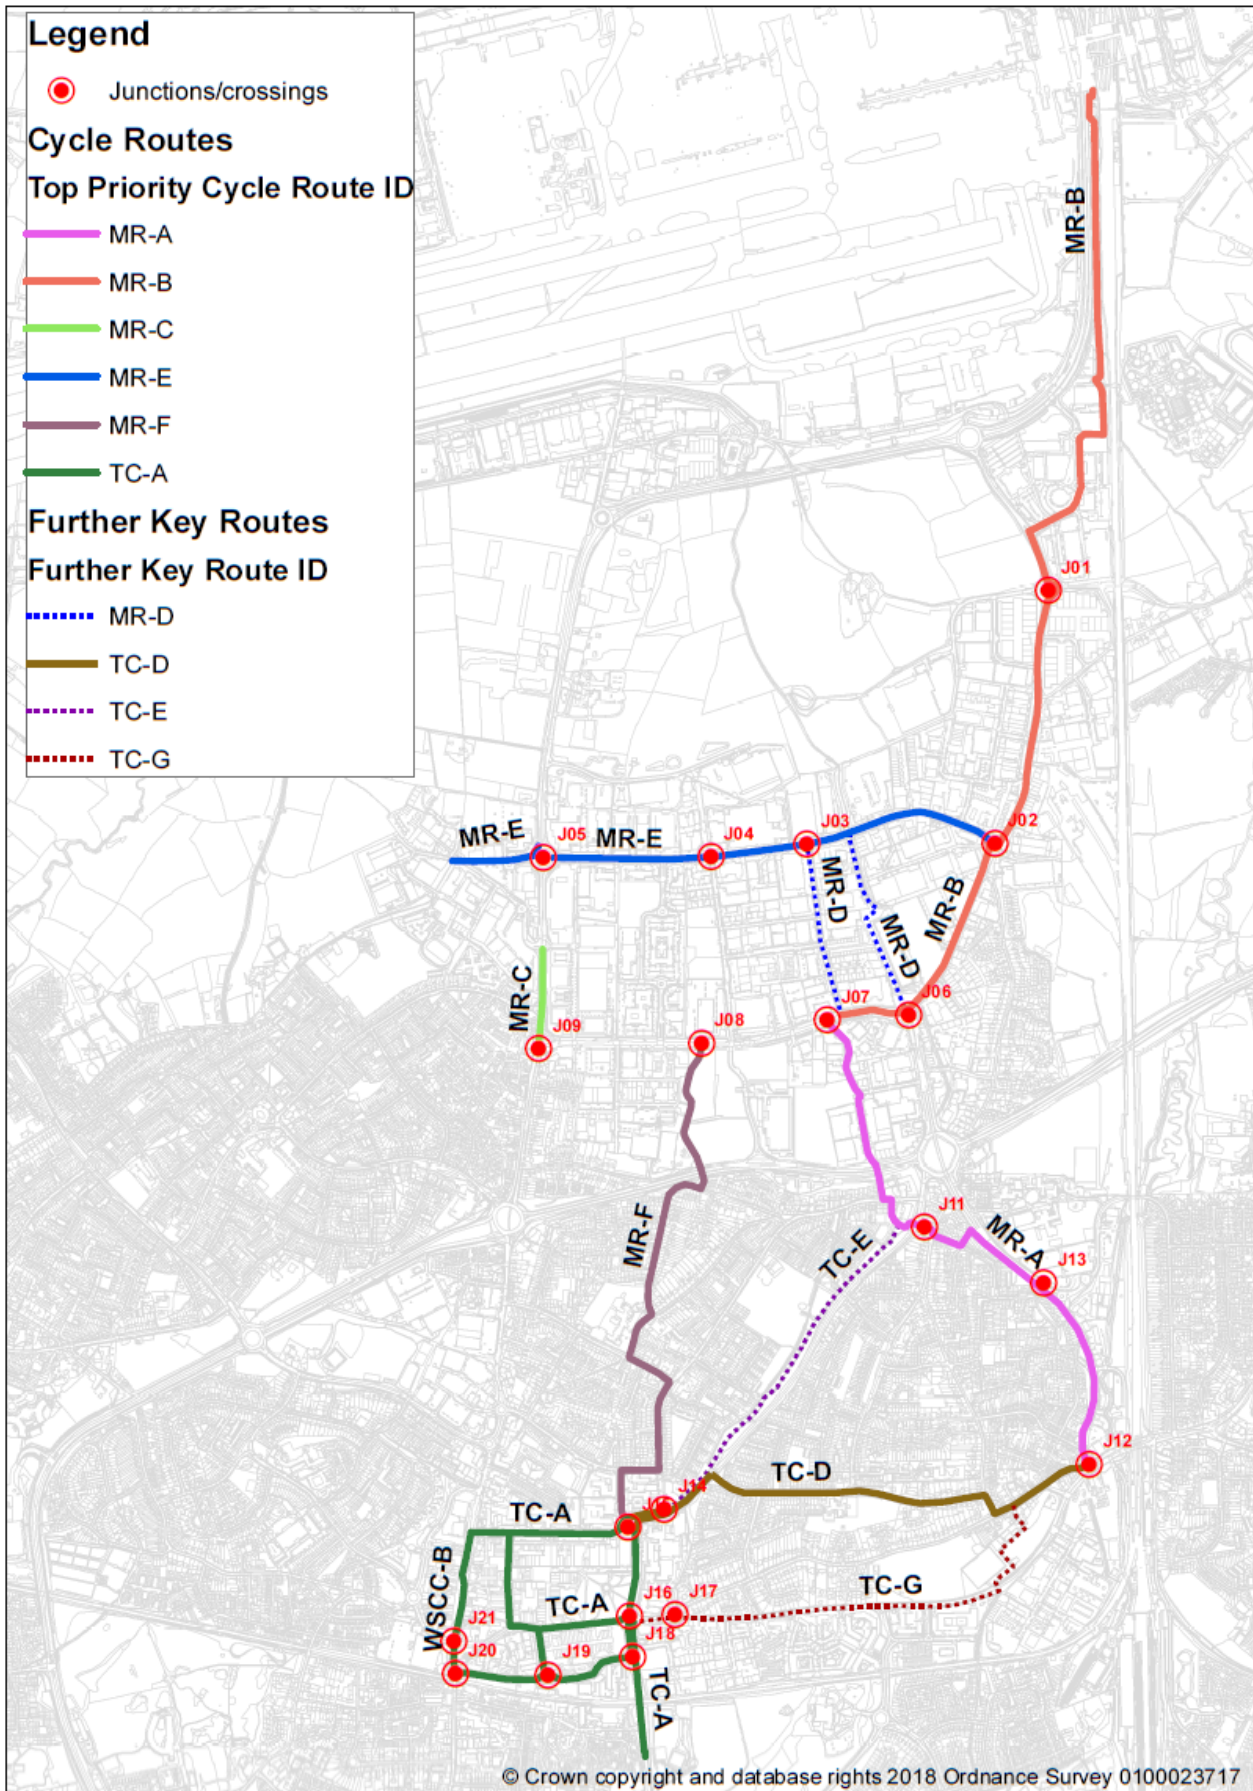 Legend
Junctions/crossings
Cycle Routes
Top Priority Cycle Route ID
MR-A
MR-B
MR-C
MR-E
MR-F
TC-A
Further Key Routes
Further Key Route ID
MR-D
TC-D
TC-E
TC-G
MR-B
J01
MR-E
J05
MR-E
J04
J03
J02
MR-D
MR-D
MR-B
MR-C
J09
J08
J07
J06
MR-F
TC-E
J11
MR-A
J13
J12
TC-D
J14
TC-A
WSCC-B
TC-A
J16
J17
TC-G
J21
J20
J19
J18
TC-A
© Crown copyright and database rights 2018 Ordnance Survey 0100023717